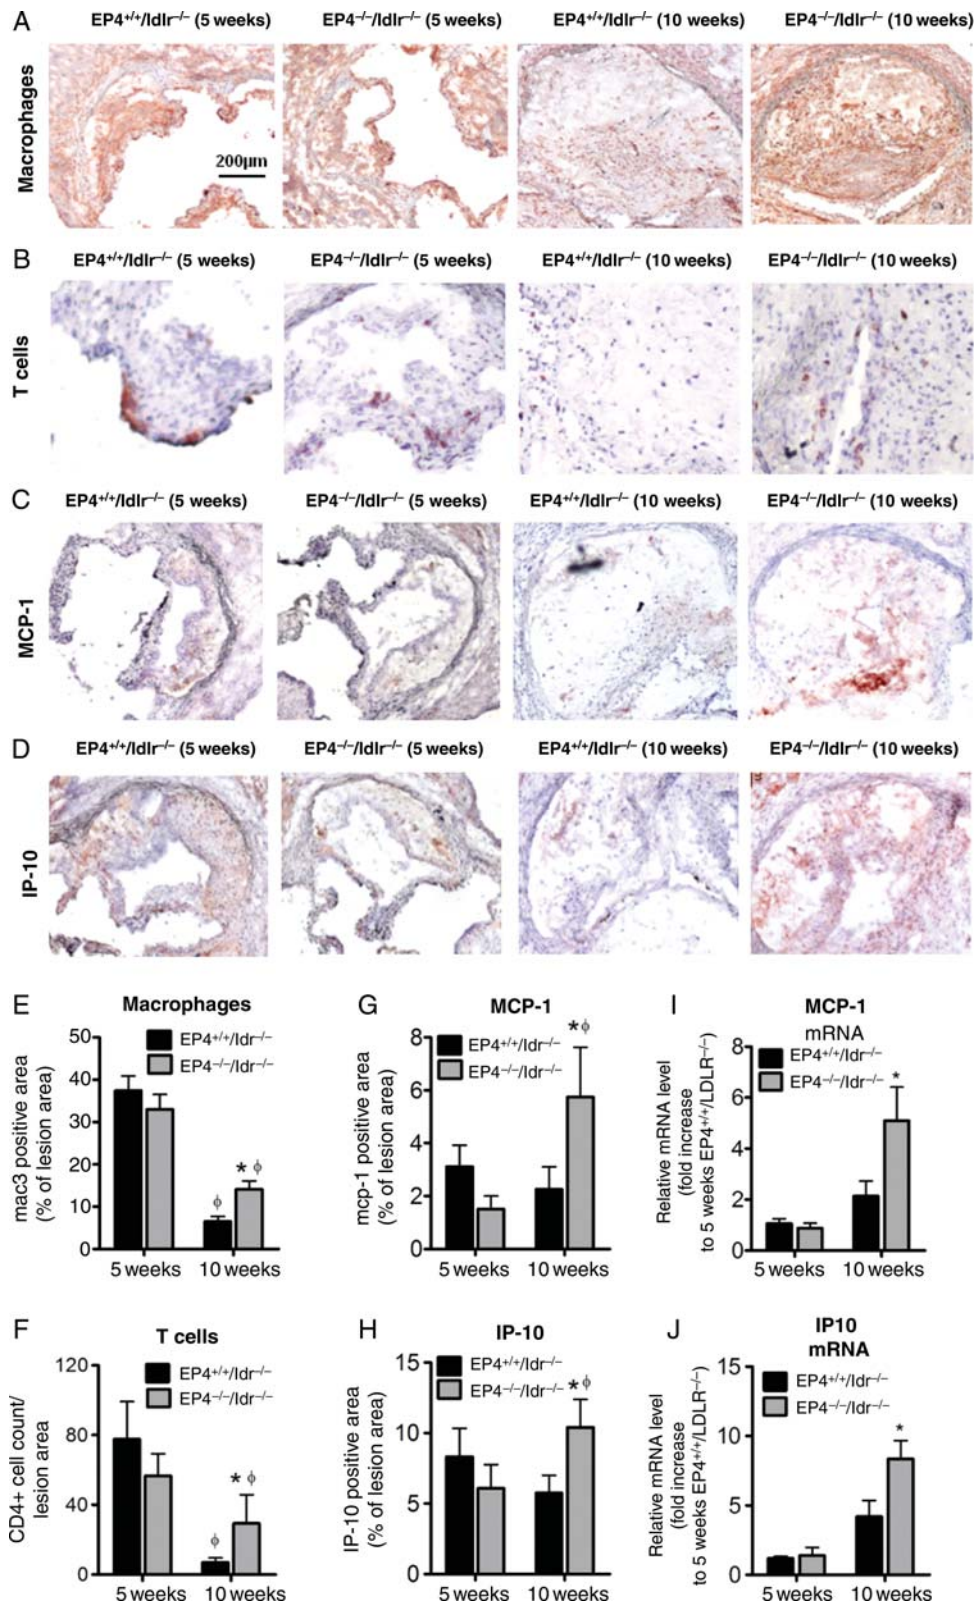 A EP4+/+/ldlr–/– (5 weeks) EP4–/–/ldlr–/– (5 weeks) EP4+/+/ldlr–/– (10 weeks) EP4–/–/ldlr–/– (10 weeks)
Macrophages
200µm
B EP4+/+/ldlr–/– (5 weeks) EP4–/–/ldlr–/– (5 weeks) EP4+/+/ldlr–/– (10 weeks) EP4–/–/ldlr–/– (10 weeks)
T cells
C EP4+/+/ldlr–/– (5 weeks) EP4–/–/ldlr–/– (5 weeks) EP4+/+/ldlr–/– (10 weeks) EP4–/–/ldlr–/– (10 weeks)
MCP-1
D EP4+/+/ldlr–/– (5 weeks) EP4–/–/ldlr–/– (5 weeks) EP4+/+/ldlr–/– (10 weeks) EP4–/–/ldlr–/– (10 weeks)
IP-10
E Macrophages
EP4+/+/ldr–/–
EP4–/–/ldr–/–
mac3 positive area
(% of lesion area)
50
40
30
20
10
0
ϕ
* ϕ
5 weeks 10 weeks
G MCP-1
EP4+/+/ldr–/–
EP4–/–/ldr–/–
mcp-1 positive area
(% of lesion area)
8
6
4
2
0
*ϕ
5 weeks 10 weeks
I MCP-1
mRNA
EP4+/+/ldr–/–
EP4–/–/ldr–/–
Relative mRNA level
(fold increase
to 5 weeks EP4+/+/LDLR–/–)
8
6
4
2
0
*
5 weeks 10 weeks
F T cells
EP4+/+/ldr–/–
EP4–/–/ldr–/–
CD4+ cell count/
lesion area
120
80
40
0
ϕ
* ϕ
5 weeks 10 weeks
H IP-10
EP4+/+/ldr–/–
EP4–/–/ldr–/–
IP-10 positive area
(% of lesion area)
15
10
5
0
*ϕ
5 weeks 10 weeks
J IP10
mRNA
EP4+/+/ldr–/–
EP4–/–/ldr–/–
Relative mRNA level
(fold increase
to 5 weeks EP4+/+/LDLR–/–)
15
10
5
0
*
5 weeks 10 weeks